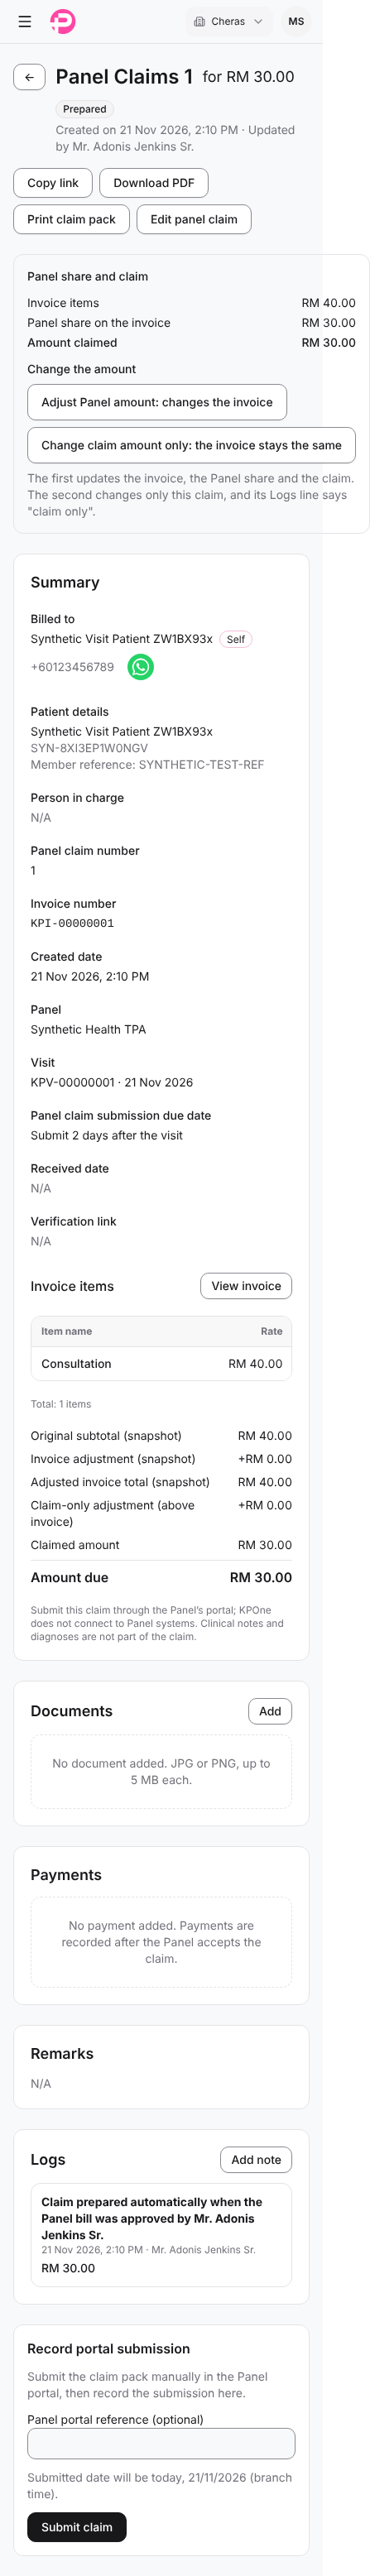 Cheras
MS
Panel Claims 1 for RM 30.00
Prepared
Created on 21 Nov 2026, 2:10 PM · Updated
by Mr. Adonis Jenkins Sr.
Copy link
Download PDF
Print claim pack
Edit panel claim
Panel share and claim
Invoice items RM 40.00
Panel share on the invoice RM 30.00
Amount claimed RM 30.00
Change the amount
Adjust Panel amount: changes the invoice
Change claim amount only: the invoice stays the same
The first updates the invoice, the Panel share and the claim.
The second changes only this claim, and its Logs line says
"claim only".
Summary
Billed to
Synthetic Visit Patient ZW1BX93x Self
+60123456789
Patient details
Synthetic Visit Patient ZW1BX93x
SYN-8XI3EP1W0NGV
Member reference: SYNTHETIC-TEST-REF
Person in charge
N/A
Panel claim number
1
Invoice number
KPI-00000001
Created date
21 Nov 2026, 2:10 PM
Panel
Synthetic Health TPA
Visit
KPV-00000001 · 21 Nov 2026
Panel claim submission due date
Submit 2 days after the visit
Received date
N/A
Verification link
N/A
Invoice items View invoice
Item name Rate
Consultation RM 40.00
Total: 1 items
Original subtotal (snapshot) RM 40.00
Invoice adjustment (snapshot) +RM 0.00
Adjusted invoice total (snapshot) RM 40.00
Claim-only adjustment (above +RM 0.00
invoice)
Claimed amount RM 30.00
Amount due RM 30.00
Submit this claim through the Panel's portal; KPOne
does not connect to Panel systems. Clinical notes and
diagnoses are not part of the claim.
Documents Add
No document added. JPG or PNG, up to
5 MB each.
Payments
No payment added. Payments are
recorded after the Panel accepts the
claim.
Remarks
N/A
Logs Add note
Claim prepared automatically when the
Panel bill was approved by Mr. Adonis
Jenkins Sr.
21 Nov 2026, 2:10 PM · Mr. Adonis Jenkins Sr.
RM 30.00
Record portal submission
Submit the claim pack manually in the Panel
portal, then record the submission here.
Panel portal reference (optional)
Submitted date will be today, 21/11/2026 (branch
time).
Submit claim